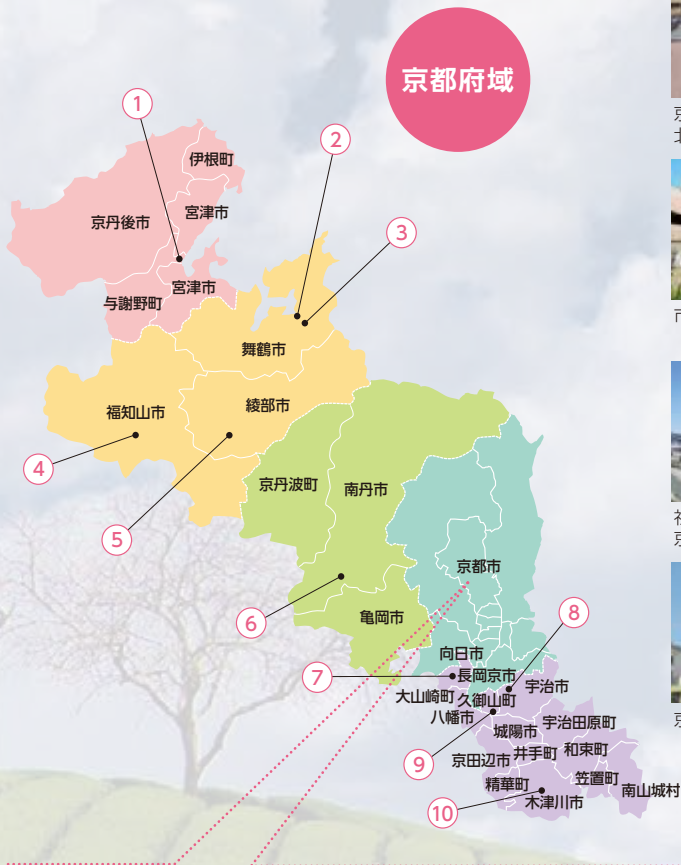 京都府域
①
②
③
伊根町
宮津市
京丹後市
宮津市
与謝野町
舞鶴市
綾部市
福知山市
④
⑤
京丹波町
南丹市
京都市
亀岡市
⑥
⑦
⑧
向日市
長岡京市
宇治市
大山崎町
久御山町
八幡市
城陽市
宇治田原町
⑨
京田辺市
井手町
和束町
精華町
笠置町
南山城村
木津川市
⑩
市
京